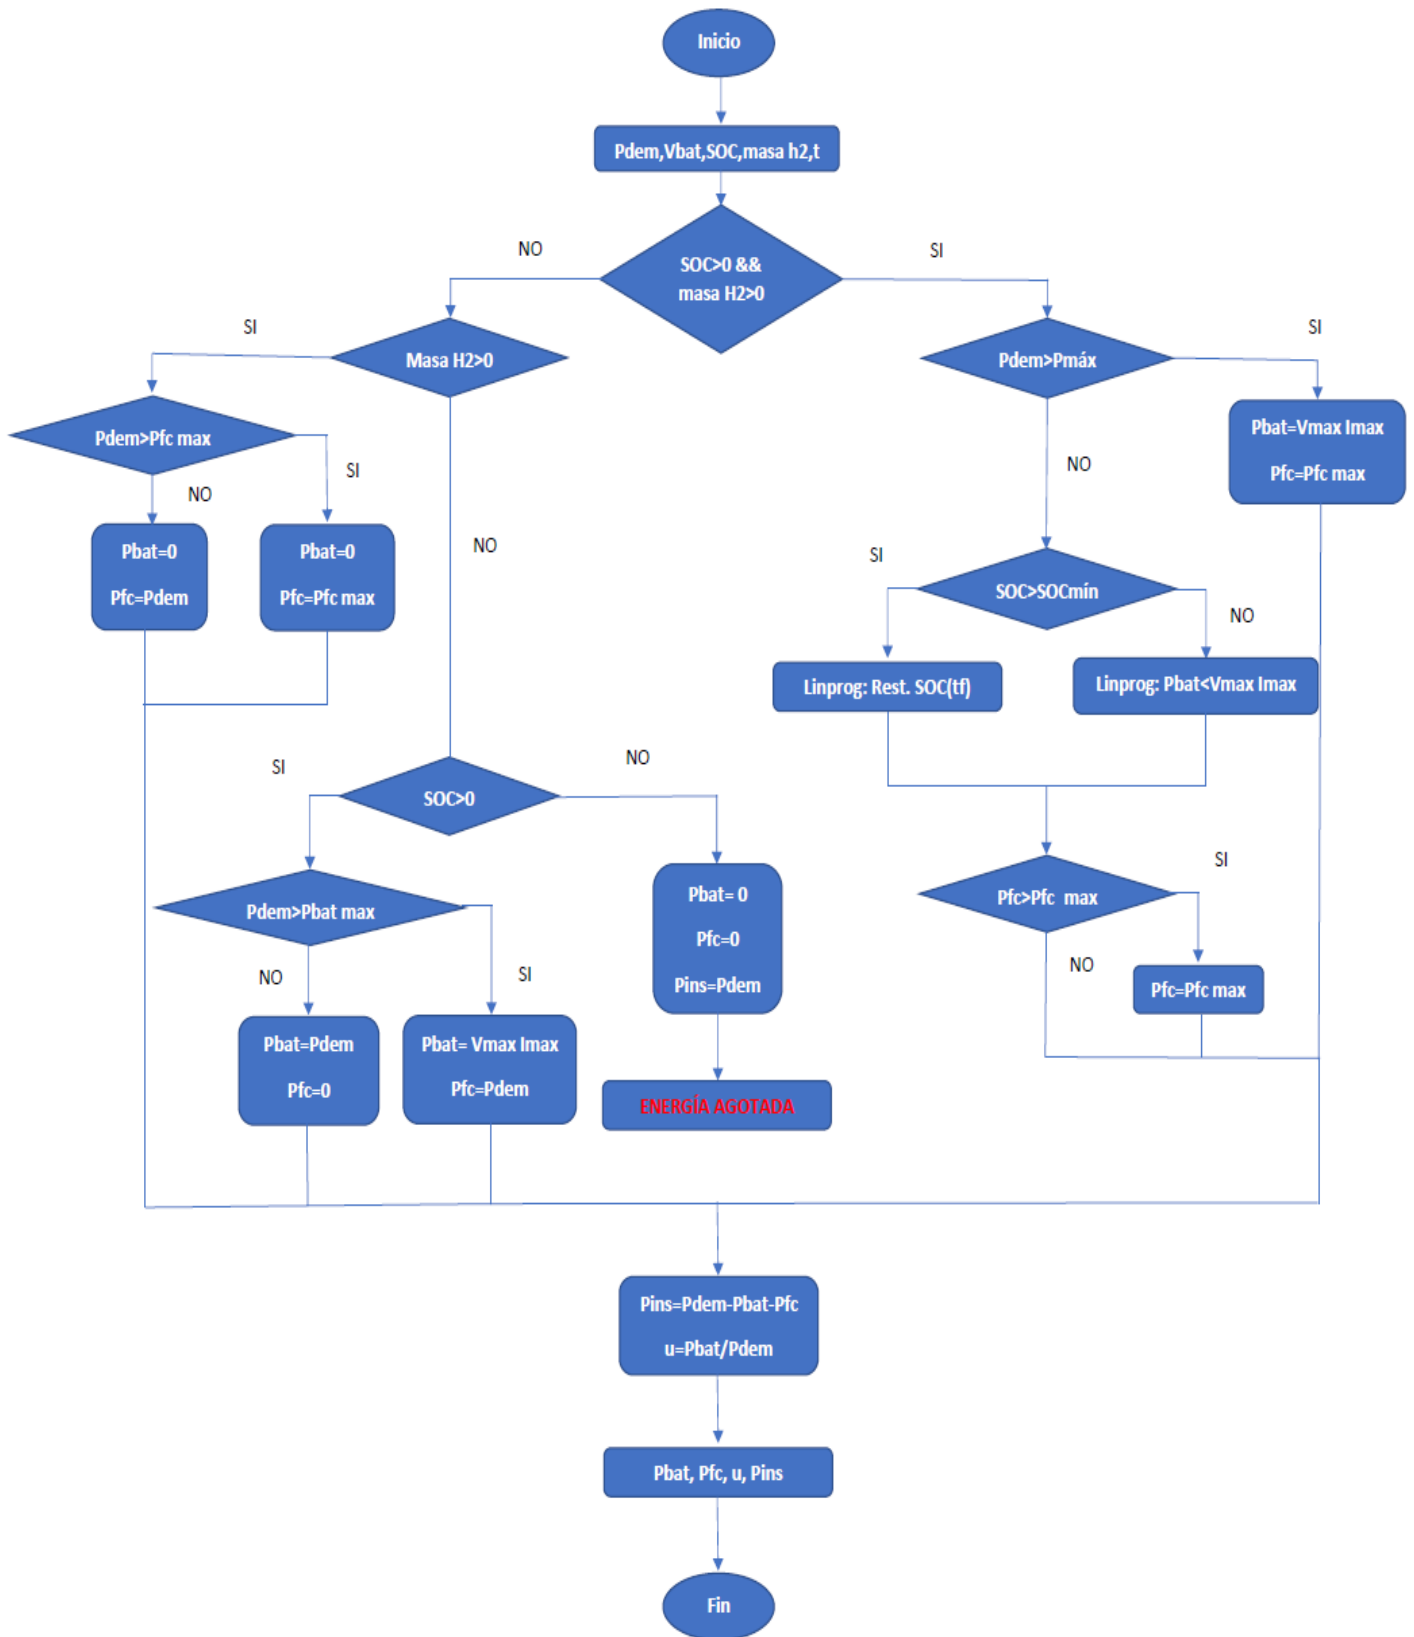 Inicio
Pdem,Vbat,SOC,masa h2,t
NO
SI
SOC>0 &&
masa H2>0
SI
SI
Masa H2>0
Pdem>Pmáx
Pdem>Pfc max
Pbat=Vmax Imax
SI
NO
Pfc=Pfc max
NO
NO
Pbat=0
Pbat=0
SI
Pfc=Pdem
Pfc=Pfc max
SOC>SOCmín
NO
Linprog: Rest. SOC(tf)
Linprog: Pbat<Vmax Imax
SI
NO
SOC>0
SI
Pbat= 0
Pfc>Pfc max
Pdem>Pbat max
Pfc=0
NO
NO
SI
Pins=Pdem
Pfc=Pfc max
Pbat=Pdem
Pbat= Vmax Imax
Pfc=0
Pfc=Pdem
ENERGÍA AGOTADA
Pins=Pdem-Pbat-Pfc
u=Pbat/Pdem
Pbat, Pfc, u, Pins
Fin